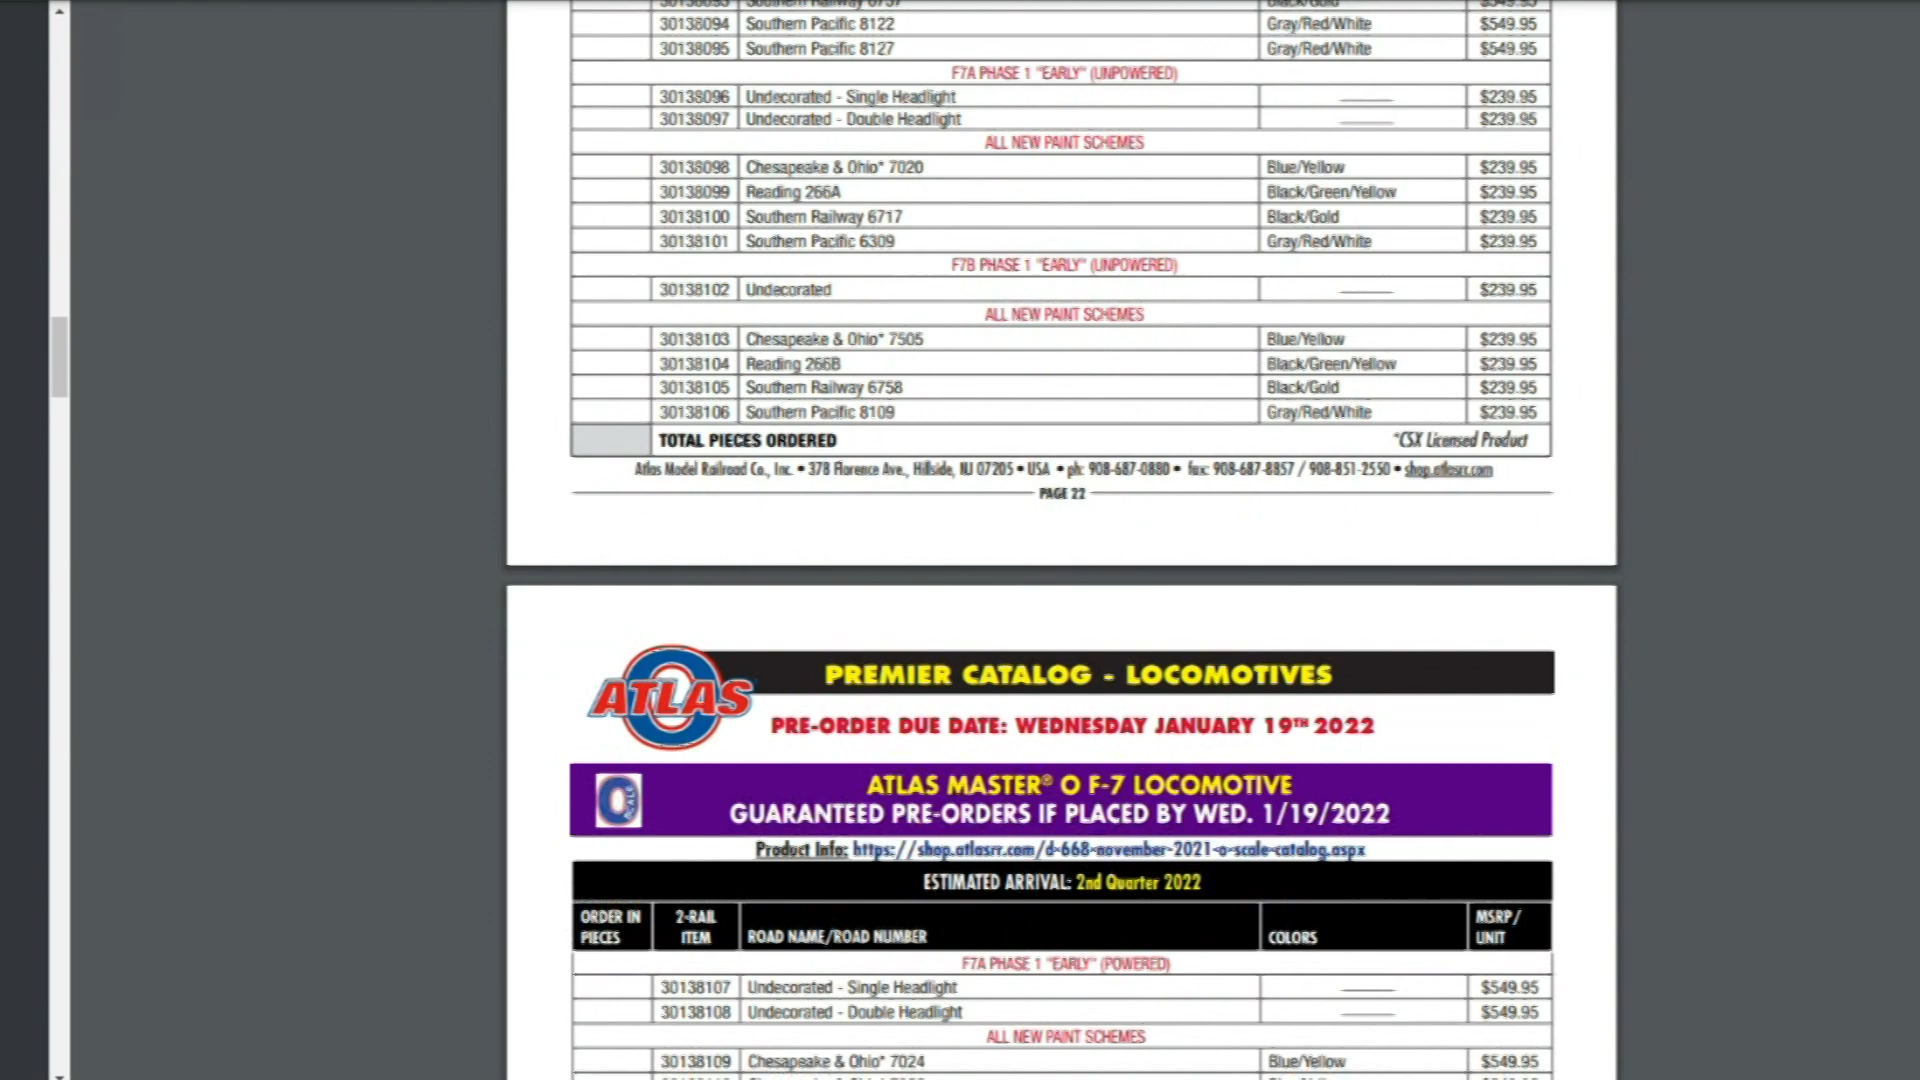 30138093 Southern Railway 6757 Black/Gold $549.95
30138094 Southern Pacific 8122 Gray/Red/White $549.95
30138095 Southern Pacific 8127 Gray/Red/White $549.95
F7A PHASE 1 "EARLY" (UNPOWERED)
30138096 Undecorated - Single Headlight $239.95
30138097 Undecorated - Double Headlight $239.95
ALL NEW PAINT SCHEMES
30138098 Chesapeake & Ohio* 7020 Blue/Yellow $239.95
30138099 Reading 266A Black/Green/Yellow $239.95
30138100 Southern Railway 6717 Black/Gold $239.95
30138101 Southern Pacific 6309 Gray/Red/White $239.95
F7B PHASE 1 "EARLY" (UNPOWERED)
30138102 Undecorated $239.95
ALL NEW PAINT SCHEMES
30138103 Chesapeake & Ohio* 7505 Blue/Yellow $239.95
30138104 Reading 266B Black/Green/Yellow $239.95
30138105 Southern Railway 6758 Black/Gold $239.95
30138106 Southern Pacific 8109 Gray/Red/White $239.95
TOTAL PIECES ORDERED *CSX Licensed Product
Atlas Model Railroad Co., Inc. • 378 Florence Ave., Hillside, NJ 07205 • USA • ph: 908-687-0880 • fax: 908-687-8857 / 908-851-2550 • shop.atlasrr.com
PAGE 22
ATLAS
PREMIER CATALOG - LOCOMOTIVES
PRE-ORDER DUE DATE: WEDNESDAY JANUARY 19TH 2022
O SCALE
ATLAS MASTER® O F-7 LOCOMOTIVE
GUARANTEED PRE-ORDERS IF PLACED BY WED. 1/19/2022
Product Info: https://shop.atlasrr.com/d-668-november-2021-o-scale-catalog.aspx
ESTIMATED ARRIVAL: 2nd Quarter 2022
ORDER IN PIECES 2-RAIL ITEM ROAD NAME/ROAD NUMBER COLORS MSRP/ UNIT
F7A PHASE 1 "EARLY" (POWERED)
30138107 Undecorated - Single Headlight $549.95
30138108 Undecorated - Double Headlight $549.95
ALL NEW PAINT SCHEMES
30138109 Chesapeake & Ohio* 7024 Blue/Yellow $549.95